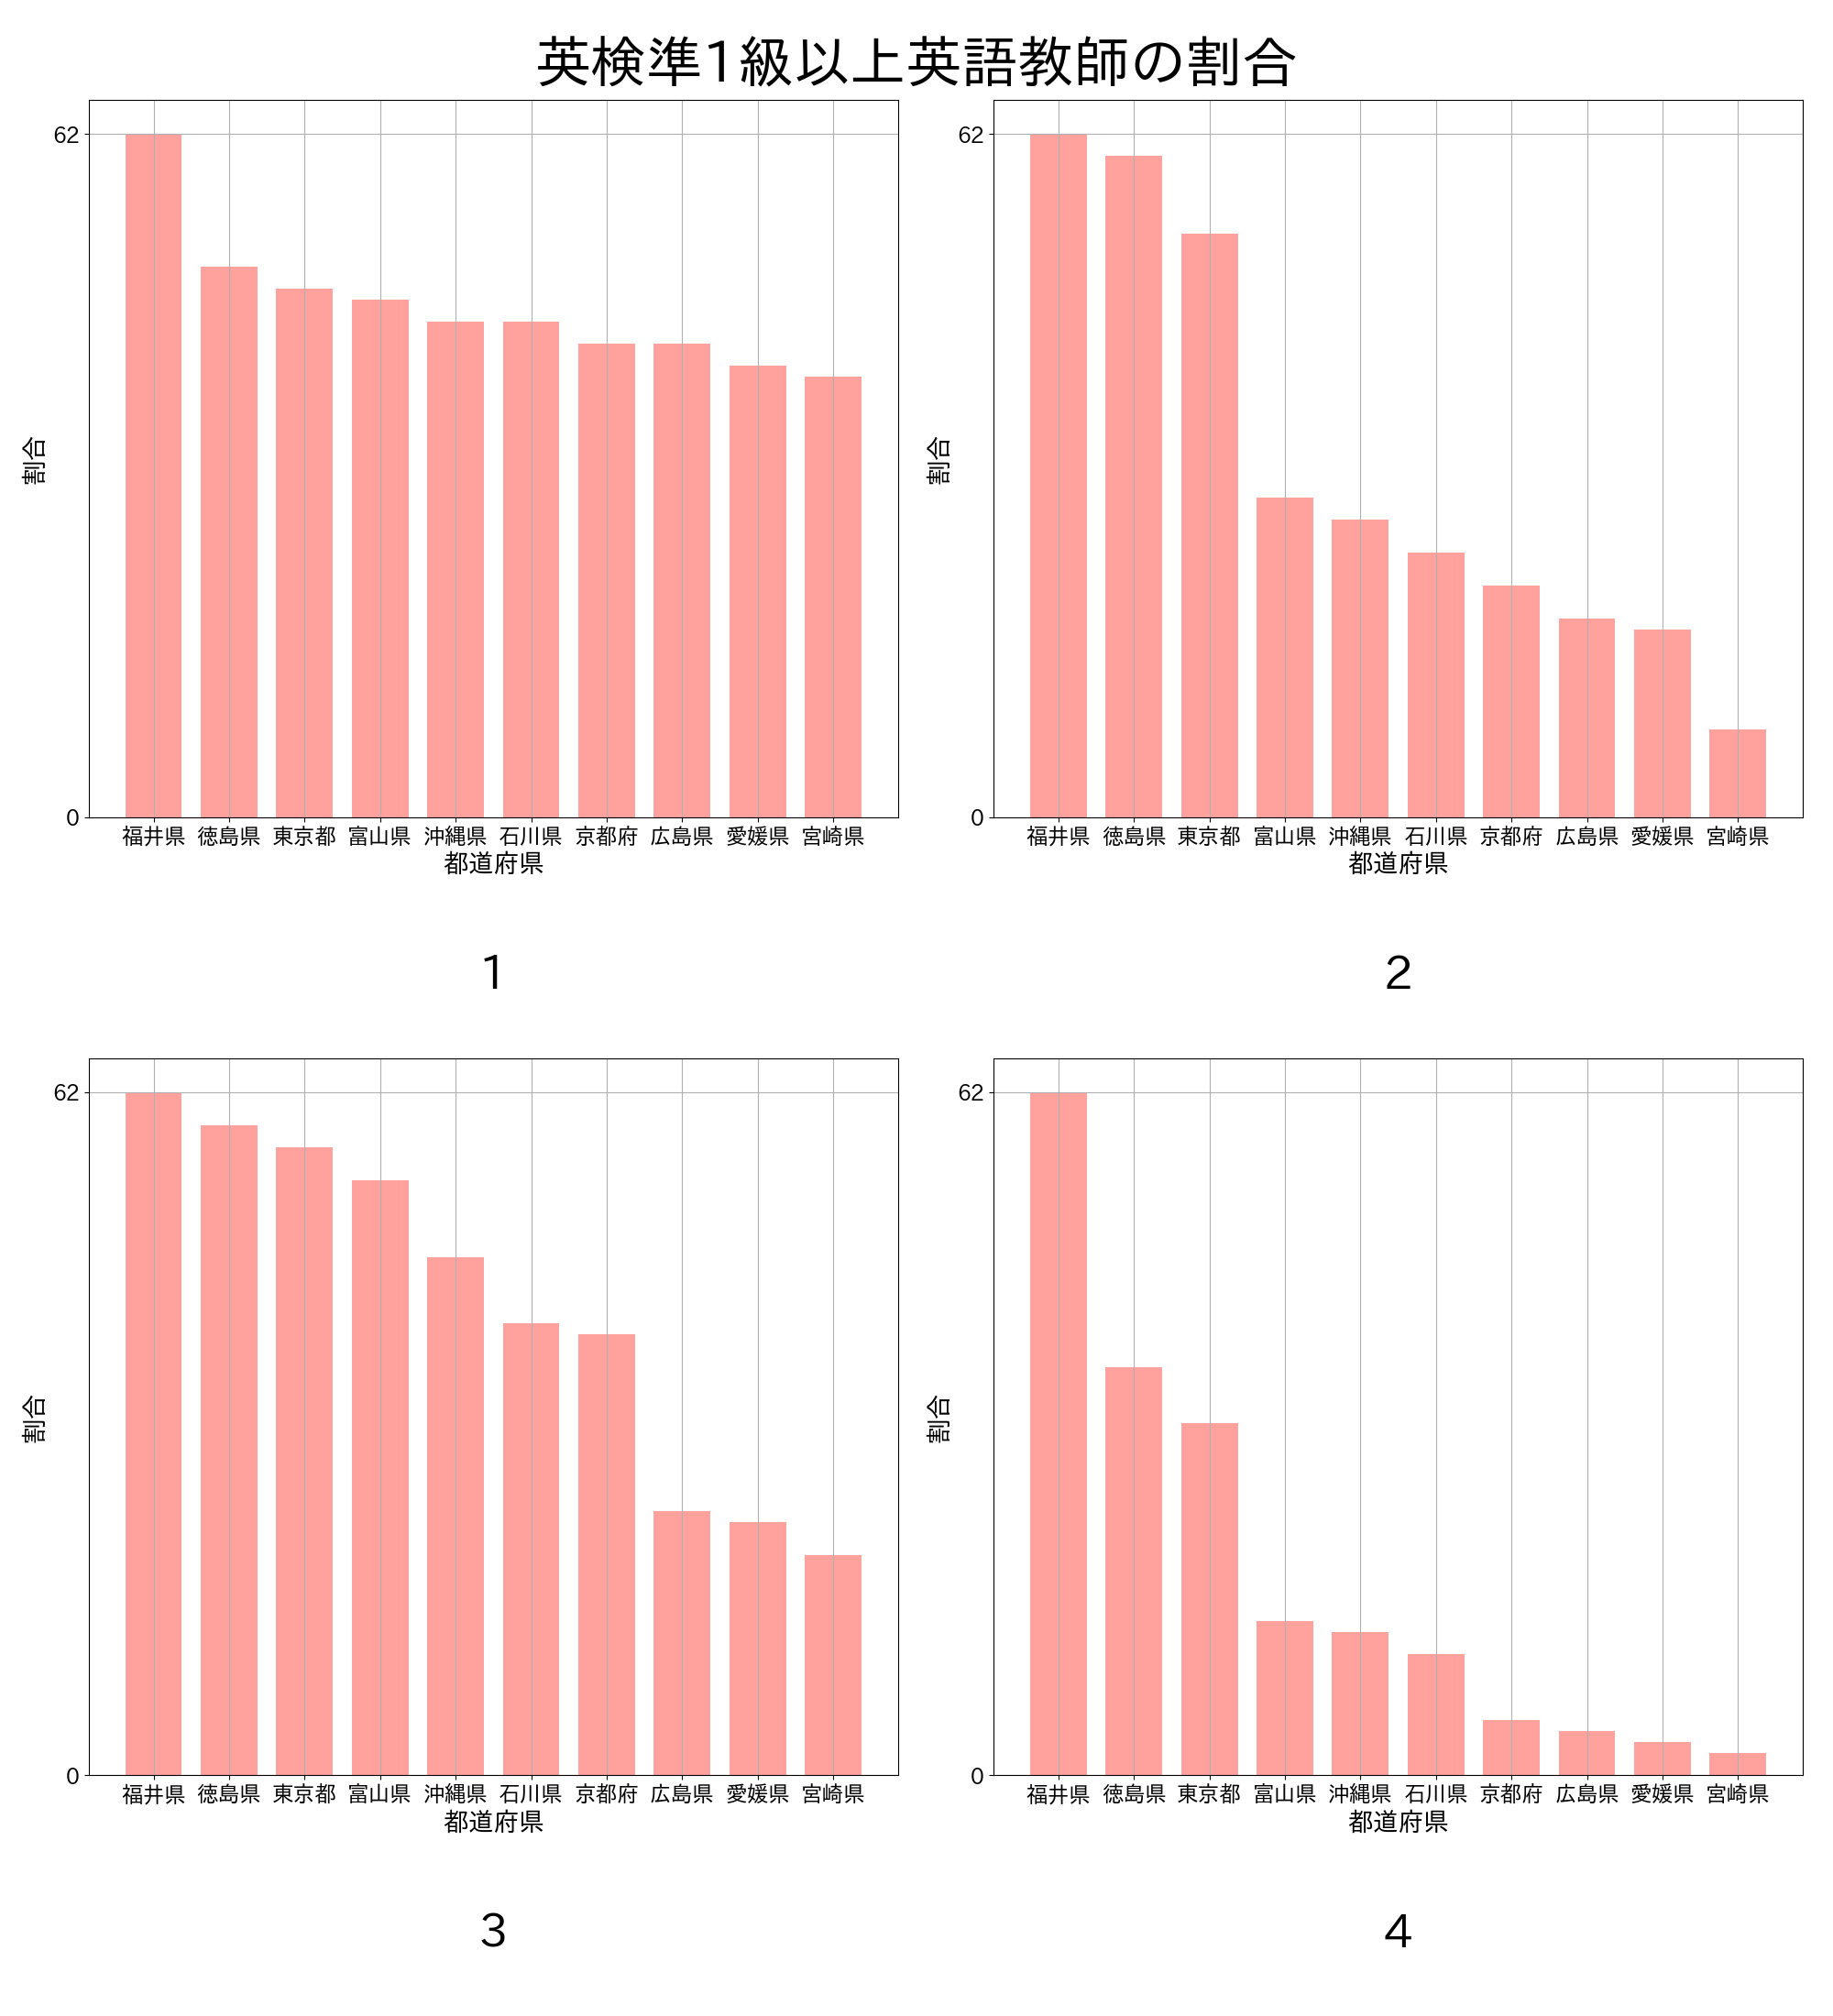 英検準1級以上英語教師の割合
62
0
割合
福井県 徳島県 東京都 富山県 沖縄県 石川県 京都府 広島県 愛媛県 宮崎県
都道府県
1
62
0
割合
福井県 徳島県 東京都 富山県 沖縄県 石川県 京都府 広島県 愛媛県 宮崎県
都道府県
2
62
0
割合
福井県 徳島県 東京都 富山県 沖縄県 石川県 京都府 広島県 愛媛県 宮崎県
都道府県
3
62
0
割合
福井県 徳島県 東京都 富山県 沖縄県 石川県 京都府 広島県 愛媛県 宮崎県
都道府県
4